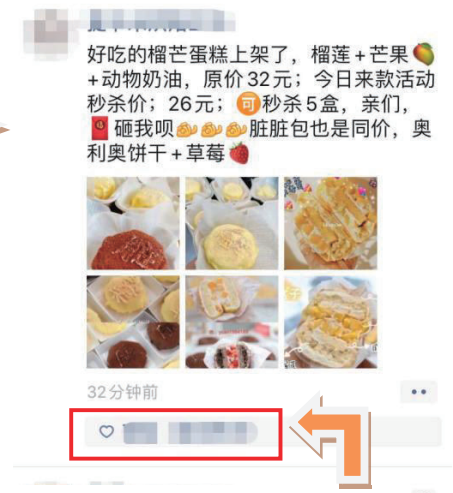 好吃的榴芒蛋糕上架了，榴莲+芒果🥭
+动物奶油，原价32元；今日来款活动
秒杀价；26元；🉑秒杀5盒，亲们，
🧧砸我呗💪💪💪脏脏包也是同价，奥
利奥饼干+草莓🍓
32分钟前